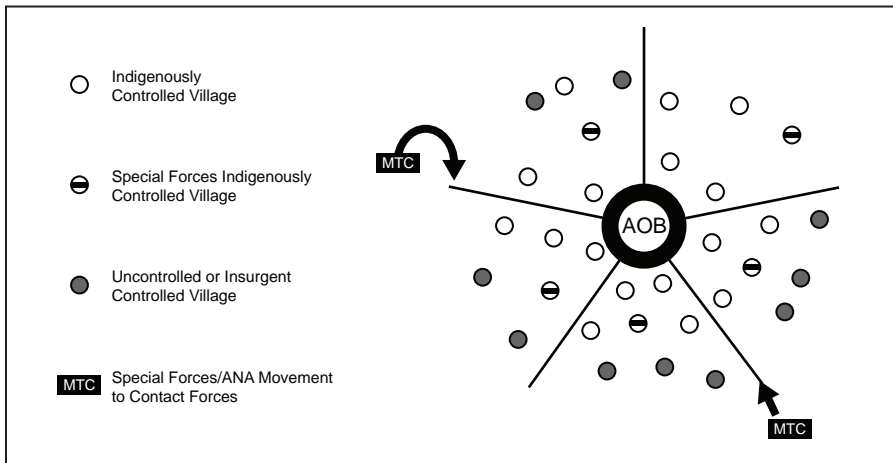 Indigenously
Controlled Village
Special Forces Indigenously
Controlled Village
Uncontrolled or Insurgent
Controlled Village
MTC
Special Forces/ANA Movement
to Contact Forces
MTC
AOB
MTC